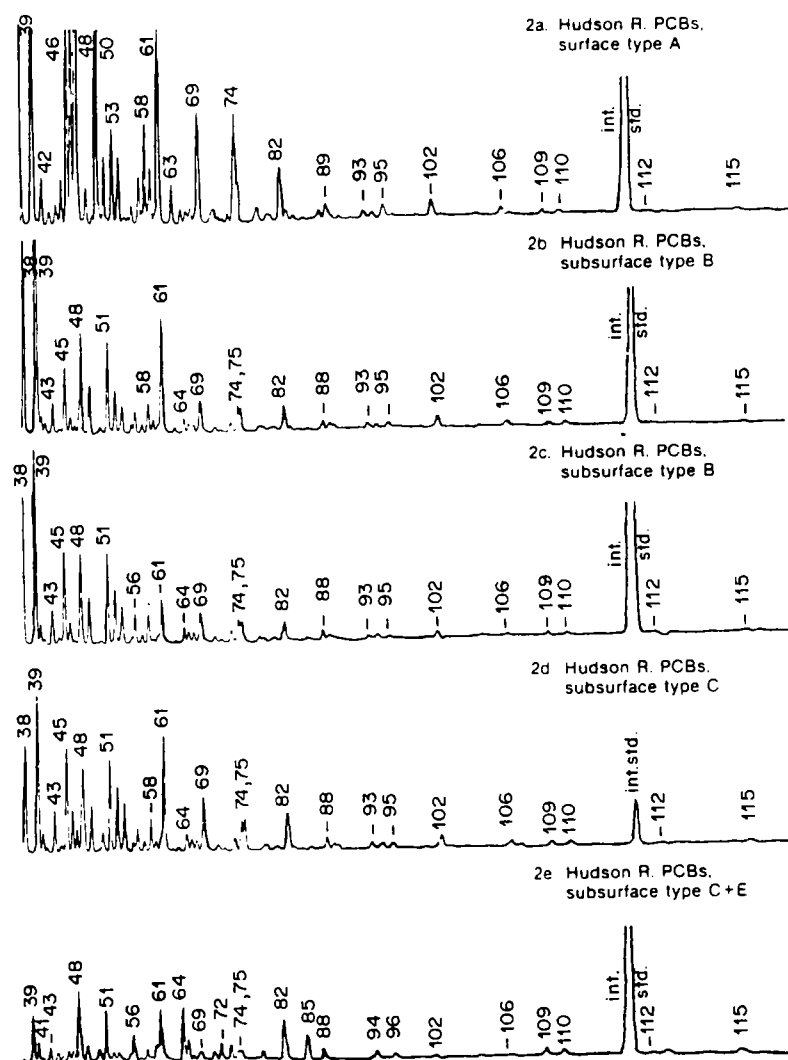 2a. Hudson R. PCBs,
surface type A
39 42 46 48 50 53 58 61 63 69 74 82 89 93 95 102 106 109 110 int. std. 112 115
2b Hudson R. PCBs,
subsurface type B
38 39 43 45 48 51 58 61 64 69 74,75 82 88 93 95 102 106 109 110 int. std. 112 115
2c. Hudson R. PCBs,
subsurface type B
38 39 43 45 48 51 56 61 64 69 74,75 82 88 93 95 102 106 109 110 int. std. 112 115
2d Hudson R. PCBs,
subsurface type C
38 39 43 45 48 51 58 61 64 69 74,75 82 88 93 95 102 106 109 110 int.std. 112 115
2e Hudson R. PCBs,
subsurface type C+E
39 41 43 48 51 56 61 64 69 72 74,75 82 85 88 94 96 102 106 109 110 int. std. 112 115